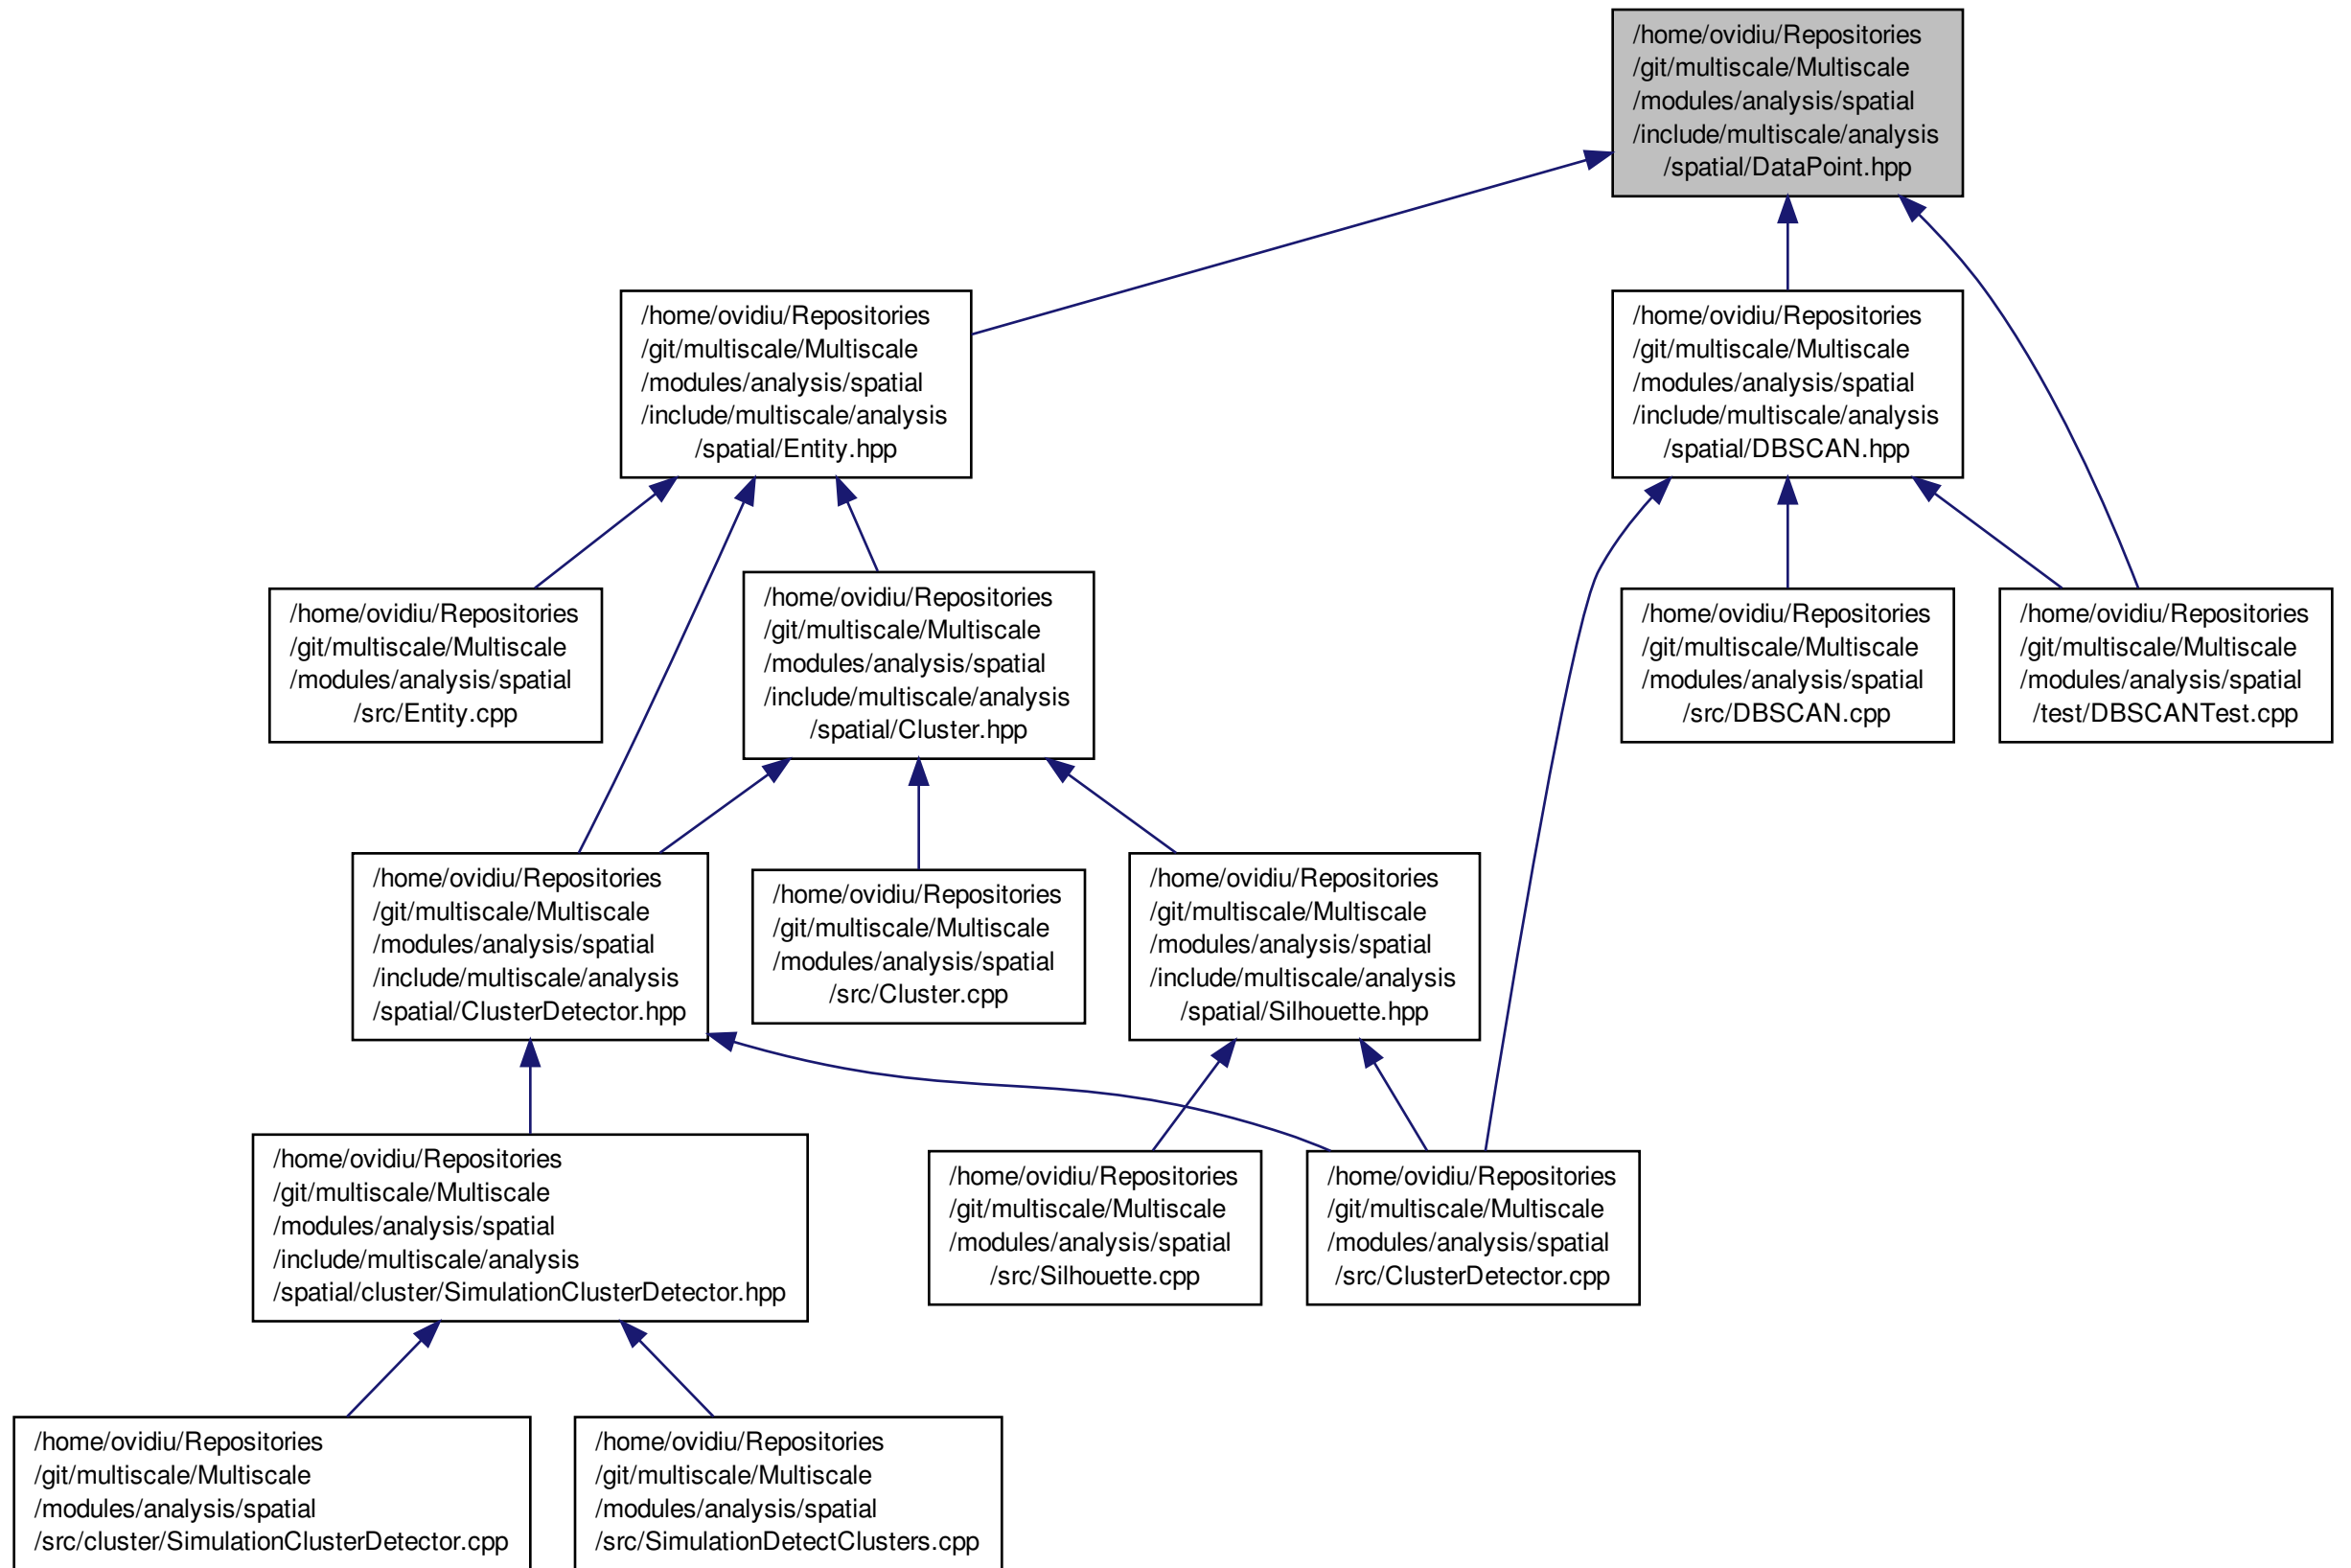 /home/ovidiu/Repositories
/git/multiscale/Multiscale
/modules/analysis/spatial
/include/multiscale/analysis
/spatial/DataPoint.hpp
/home/ovidiu/Repositories
/git/multiscale/Multiscale
/modules/analysis/spatial
/include/multiscale/analysis
/spatial/Entity.hpp
/home/ovidiu/Repositories
/git/multiscale/Multiscale
/modules/analysis/spatial
/include/multiscale/analysis
/spatial/DBSCAN.hpp
/home/ovidiu/Repositories
/git/multiscale/Multiscale
/modules/analysis/spatial
/src/Entity.cpp
/home/ovidiu/Repositories
/git/multiscale/Multiscale
/modules/analysis/spatial
/include/multiscale/analysis
/spatial/Cluster.hpp
/home/ovidiu/Repositories
/git/multiscale/Multiscale
/modules/analysis/spatial
/src/DBSCAN.cpp
/home/ovidiu/Repositories
/git/multiscale/Multiscale
/modules/analysis/spatial
/test/DBSCANTest.cpp
/home/ovidiu/Repositories
/git/multiscale/Multiscale
/modules/analysis/spatial
/include/multiscale/analysis
/spatial/ClusterDetector.hpp
/home/ovidiu/Repositories
/git/multiscale/Multiscale
/modules/analysis/spatial
/src/Cluster.cpp
/home/ovidiu/Repositories
/git/multiscale/Multiscale
/modules/analysis/spatial
/include/multiscale/analysis
/spatial/Silhouette.hpp
/home/ovidiu/Repositories
/git/multiscale/Multiscale
/modules/analysis/spatial
/include/multiscale/analysis
/spatial/cluster/SimulationClusterDetector.hpp
/home/ovidiu/Repositories
/git/multiscale/Multiscale
/modules/analysis/spatial
/src/Silhouette.cpp
/home/ovidiu/Repositories
/git/multiscale/Multiscale
/modules/analysis/spatial
/src/ClusterDetector.cpp
/home/ovidiu/Repositories
/git/multiscale/Multiscale
/modules/analysis/spatial
/src/cluster/SimulationClusterDetector.cpp
/home/ovidiu/Repositories
/git/multiscale/Multiscale
/modules/analysis/spatial
/src/SimulationDetectClusters.cpp